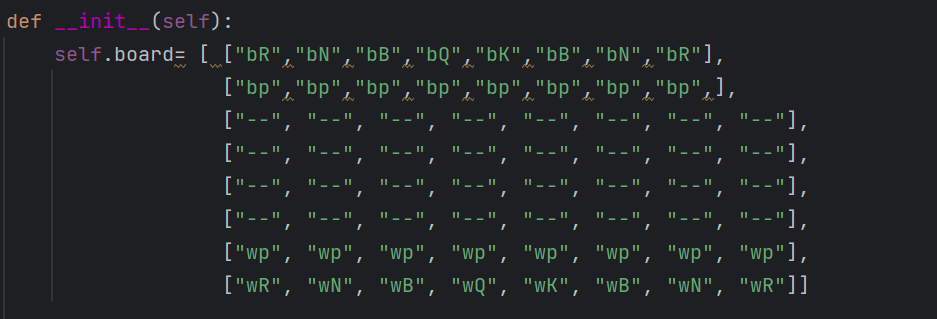 def __init__(self):
    self.board= [ ["bR","bN","bB","bQ","bK","bB","bN","bR"],
                  ["bp","bp","bp","bp","bp","bp","bp","bp",],
                  ["--", "--", "--", "--", "--", "--", "--", "--"],
                  ["--", "--", "--", "--", "--", "--", "--", "--"],
                  ["--", "--", "--", "--", "--", "--", "--", "--"],
                  ["--", "--", "--", "--", "--", "--", "--", "--"],
                  ["wp", "wp", "wp", "wp", "wp", "wp", "wp", "wp"],
                  ["wR", "wN", "wB", "wQ", "wK", "wB", "wN", "wR"]]